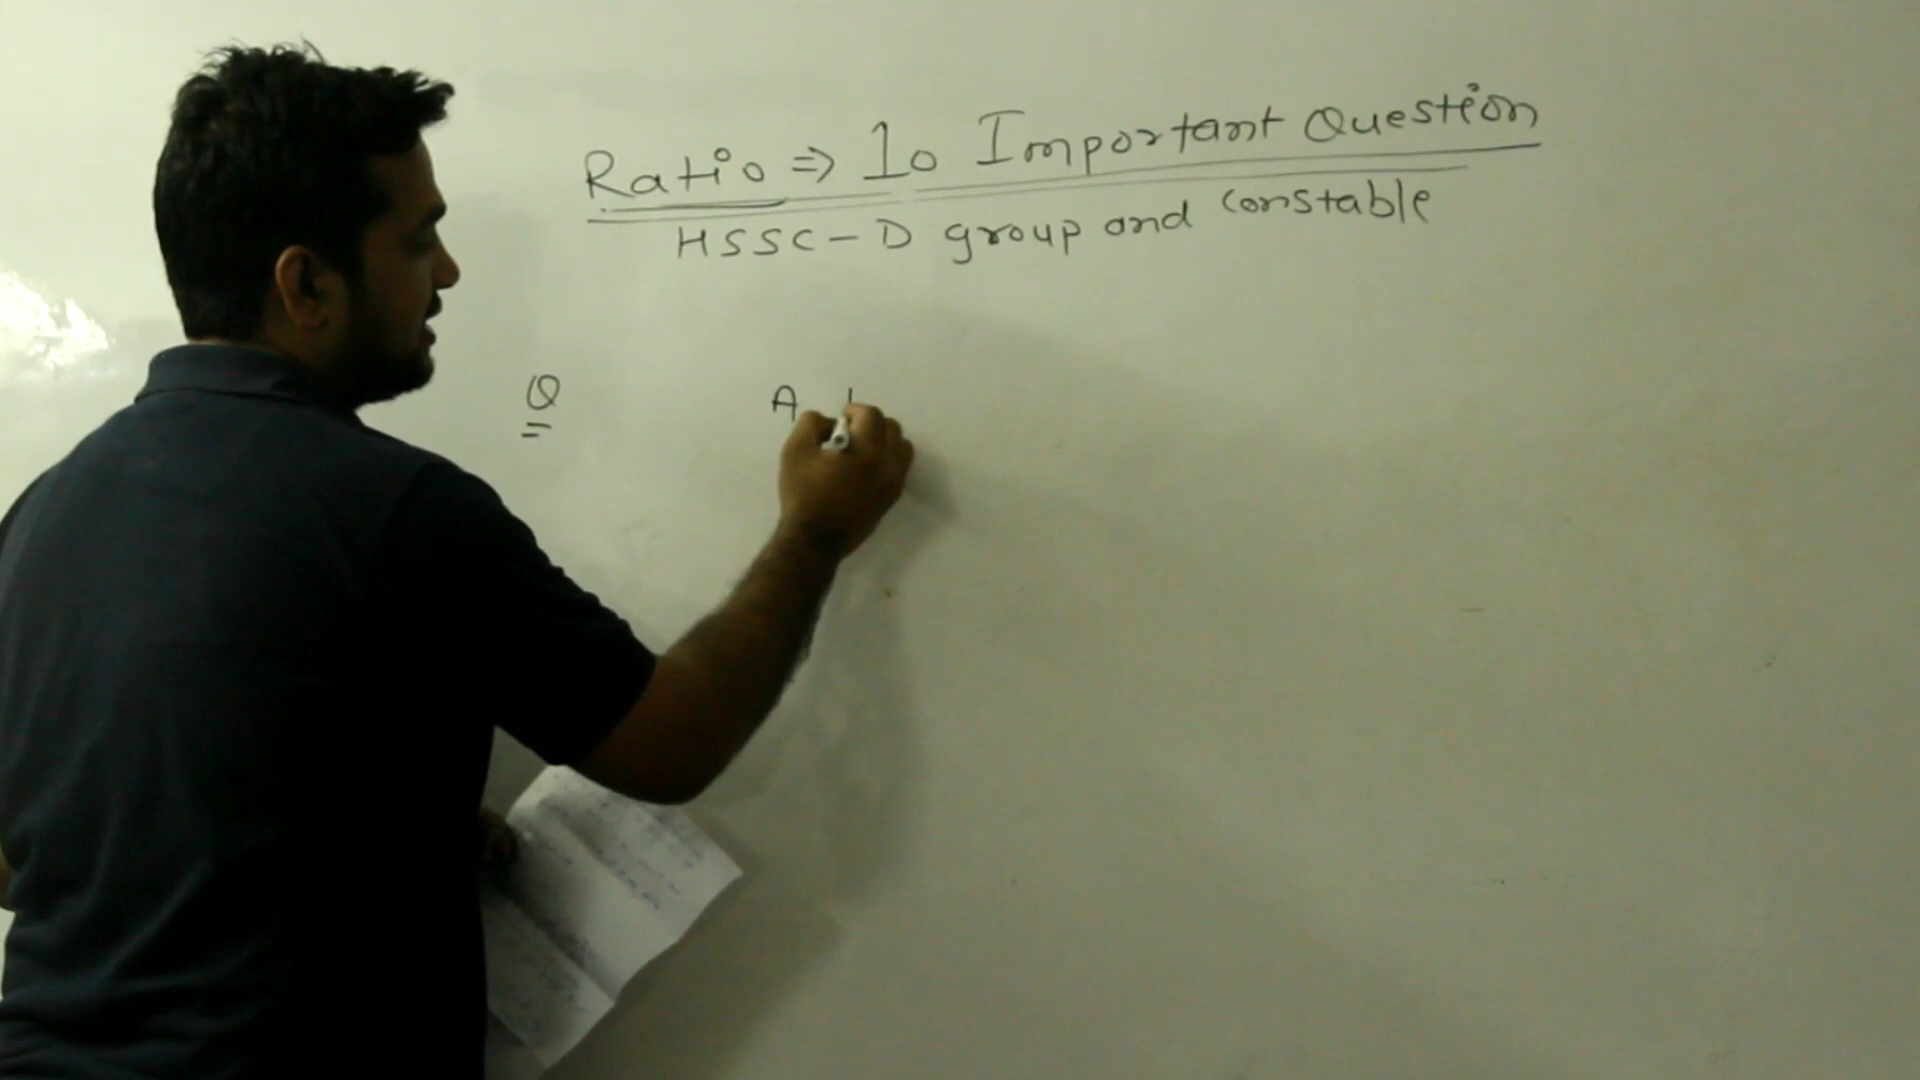 Ratio => 10 Important Question
HSSC-D group and constable
Q A